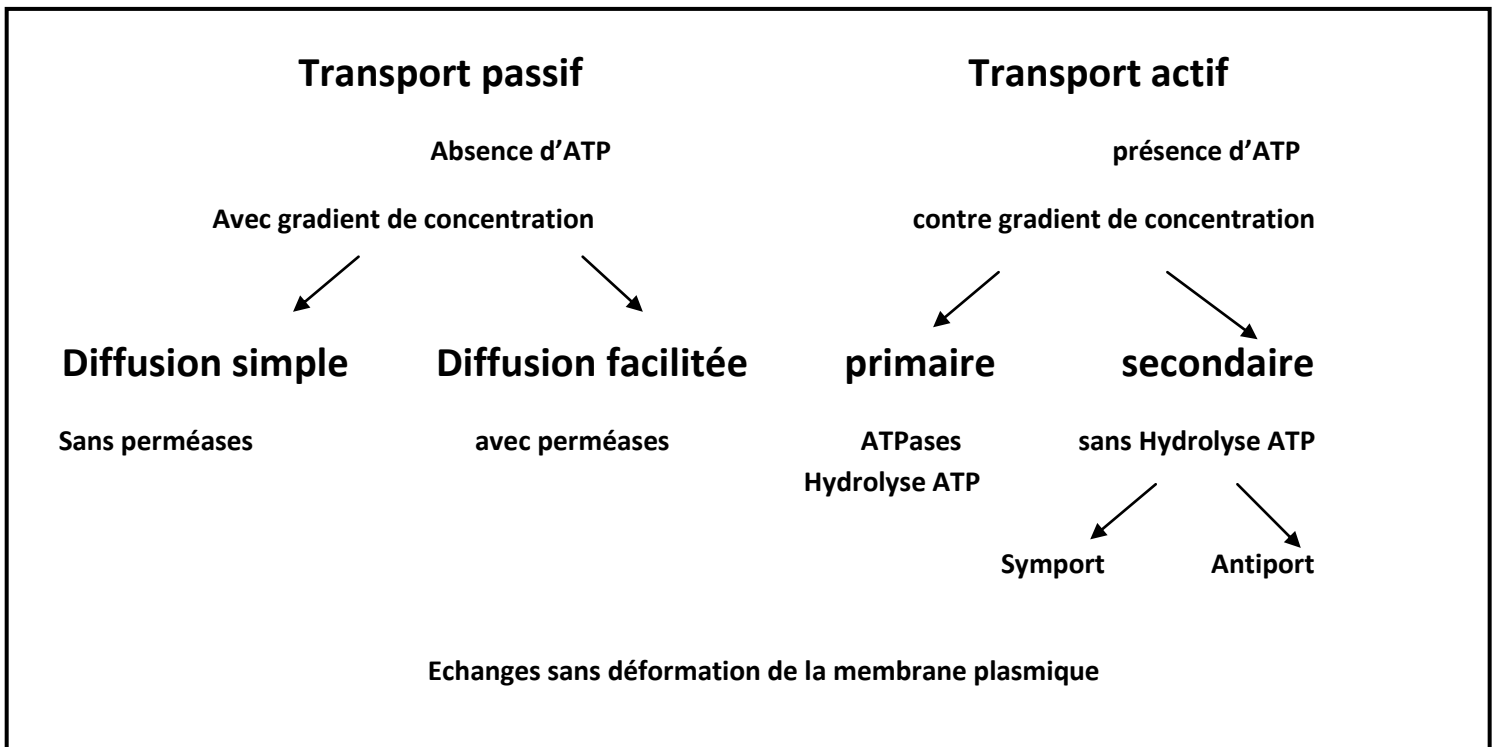 Transport passif
Transport actif
Absence d’ATP
présence d’ATP
Avec gradient de concentration
contre gradient de concentration
Diffusion simple
Diffusion facilitée
primaire
secondaire
Sans perméases
avec perméases
ATPases
sans Hydrolyse ATP
Hydrolyse ATP
Symport
Antiport
Echanges sans déformation de la membrane plasmique